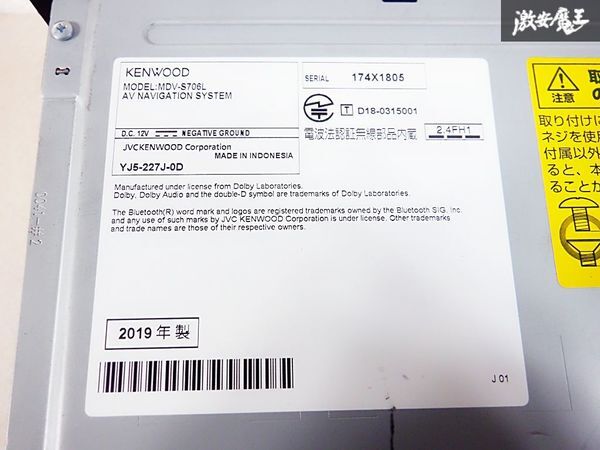 激安魔王
KENWOOD
MODEL:MDV-S706L
AV NAVIGATION SYSTEM
SERIAL 174X1805
T D18-0315001
電波法認証無線部品内蔵 2.4FH1
D.C. 12V NEGATIVE GROUND
JVCKENWOOD Corporation
MADE IN INDONESIA
YJ5-227J-0D
Manufactured under license from Dolby Laboratories.
Dolby, Dolby Audio and the double-D symbol are trademarks of Dolby Laboratories.
The Bluetooth(R) word mark and logos are registered trademarks owned by the Bluetooth SIG, Inc.
and any use of such marks by JVC KENWOOD Corporation is under license. Other trademarks
and trade names are those of their respective owners.
2019 年 製
J 01
注意
取
の
取り付けに
ネジを使用
付属以外
ると、本
ることか